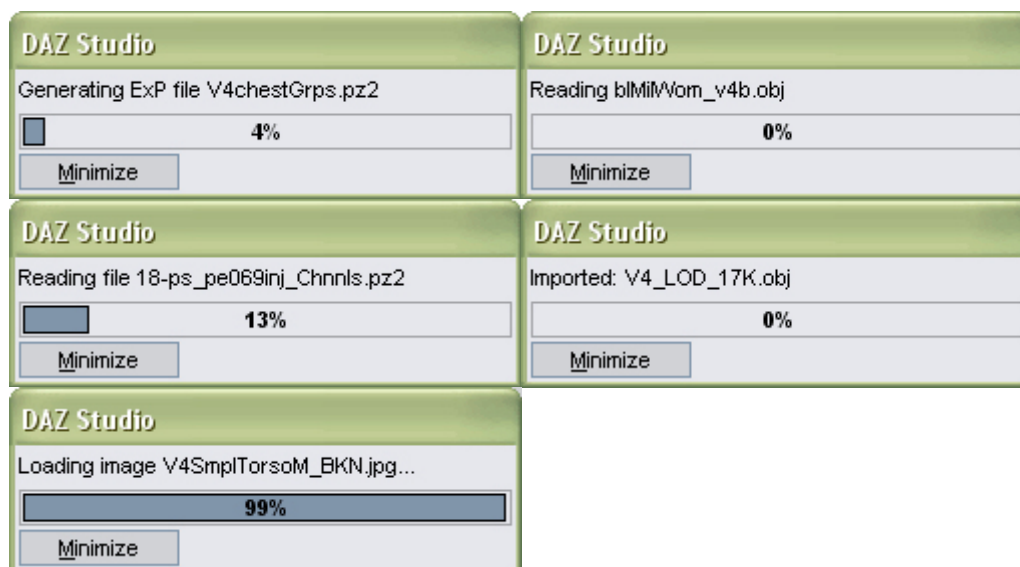 DAZ Studio
Generating ExP file V4chestGrps.pz2
4%
Minimize
DAZ Studio
Reading blMilWom_v4b.obj
0%
Minimize
DAZ Studio
Reading file 18-ps_pe069inj_Chnnls.pz2
13%
Minimize
DAZ Studio
Imported: V4_LOD_17K.obj
0%
Minimize
DAZ Studio
Loading image V4SmplTorsoM_BKN.jpg...
99%
Minimize